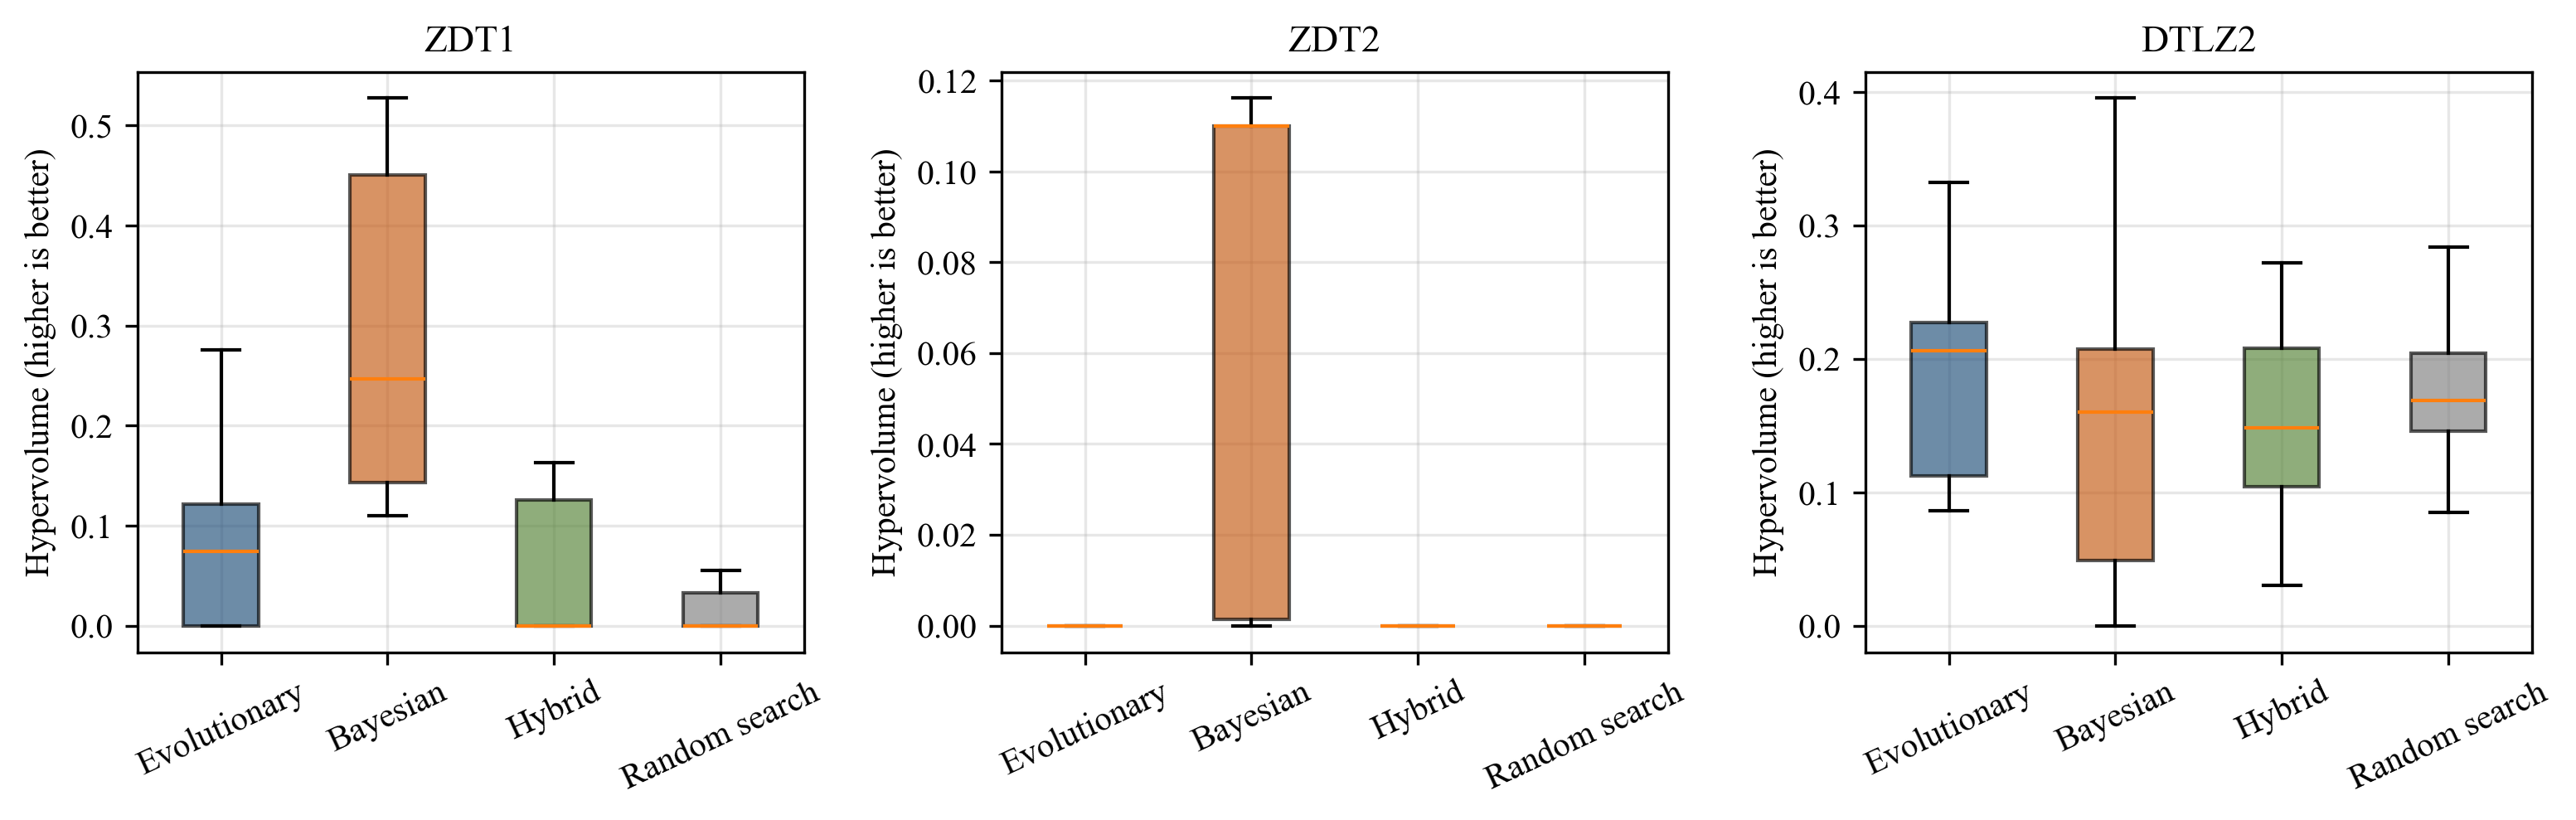 ZDT1
Hypervolume (higher is better)
0.5
0.4
0.3
0.2
0.1
0.0
Evolutionary
Bayesian
Hybrid
Random search
ZDT2
Hypervolume (higher is better)
0.12
0.10
0.08
0.06
0.04
0.02
0.00
Evolutionary
Bayesian
Hybrid
Random search
DTLZ2
Hypervolume (higher is better)
0.4
0.3
0.2
0.1
0.0
Evolutionary
Bayesian
Hybrid
Random search